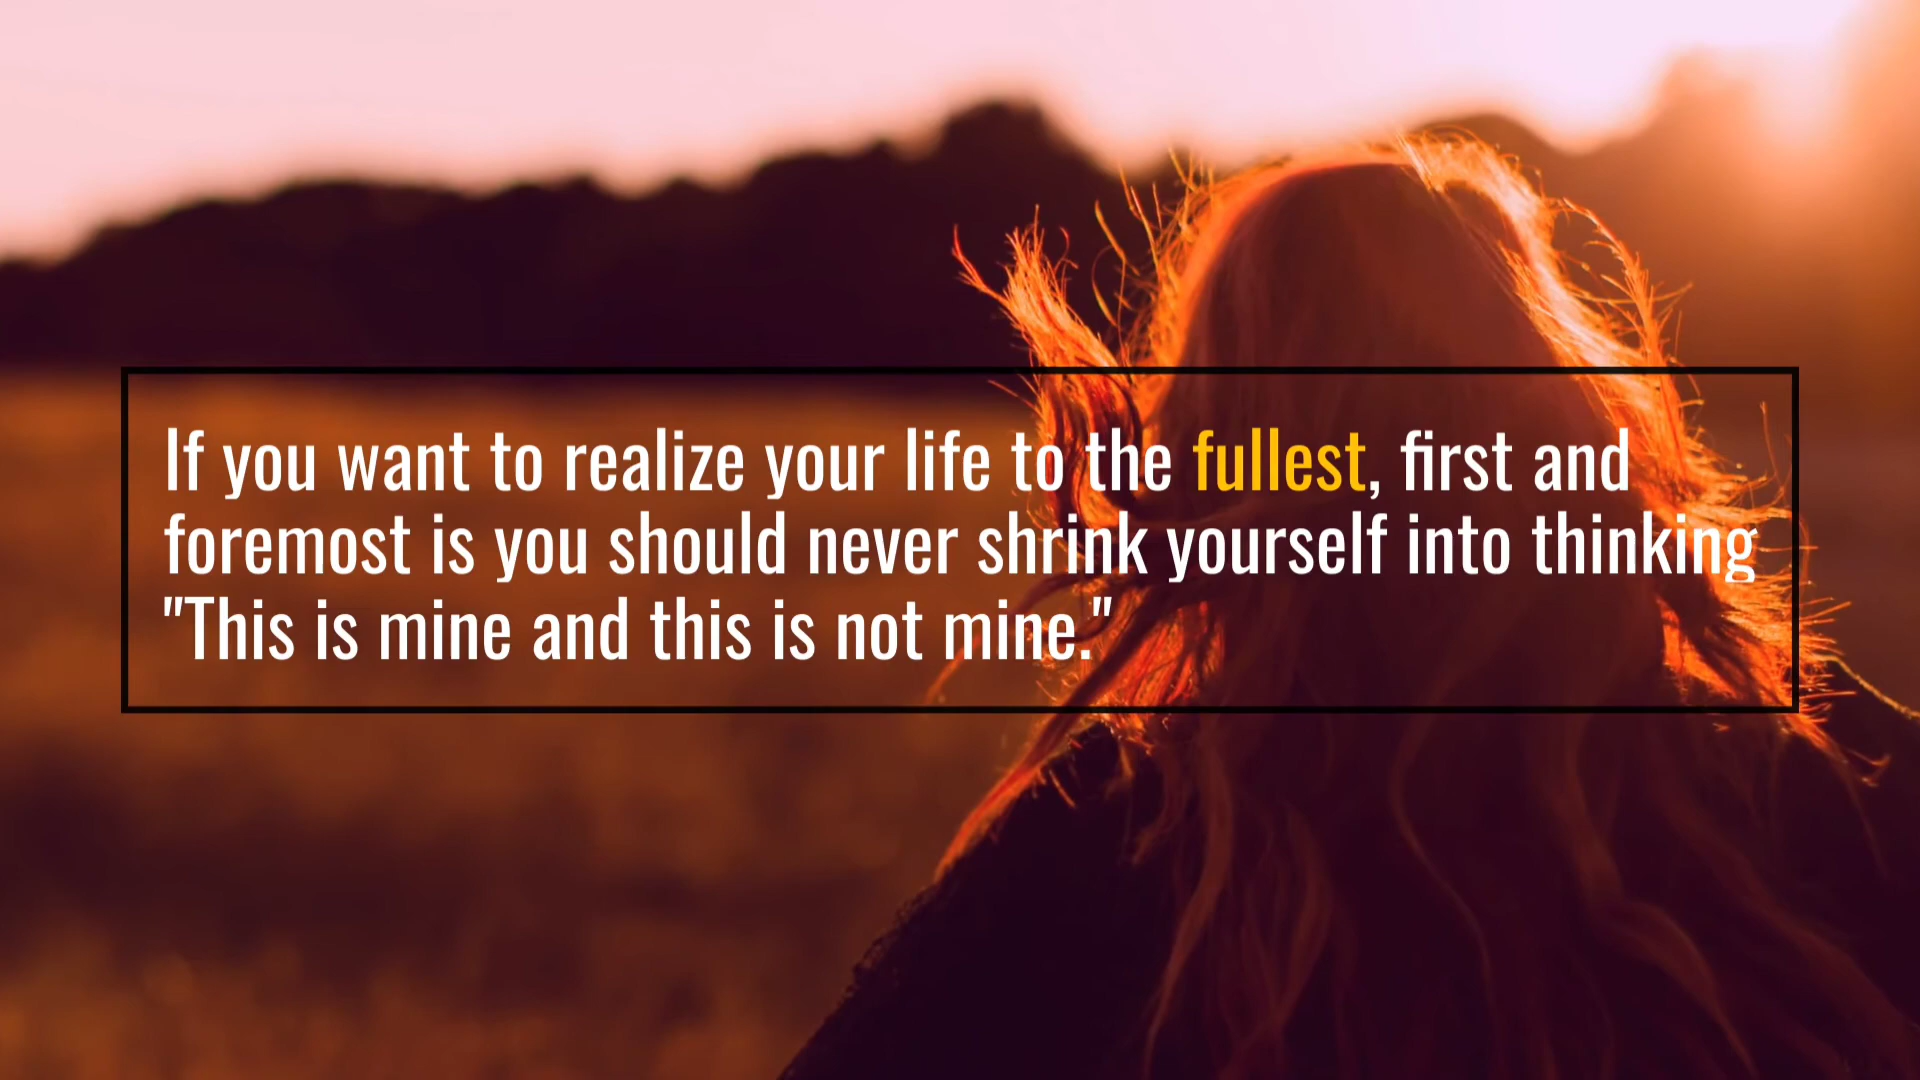 If you want to realize your life to the fullest, first and
foremost is you should never shrink yourself into thinking
"This is mine and this is not mine."